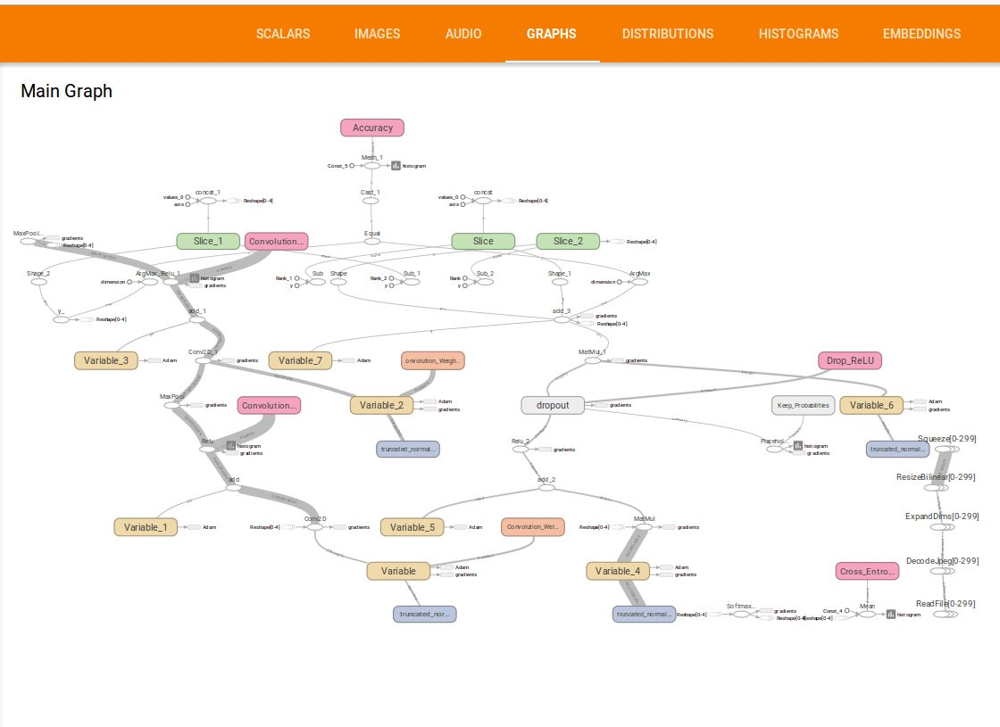 SCALARS IMAGES AUDIO GRAPHS DISTRIBUTIONS HISTOGRAMS EMBEDDINGS
Main Graph
Accuracy
Mean_1
Const_5 histogram
concat_1 Cast_1 concat
values_0 values_0
axis Reshape[0-4] axis Reshape[0-4]
MaxPool... Equal
gradients Slice_1 Convolution... Slice Slice_2 Reshape[0-4]
Reshape[0-4]
Shape_2 ArgMax_1 Relu_1 Sub Shape Sub_1 Sub_2 Shape_1 ArgMax
dimension histogram Rank_1 Rank_2 Rank dimension
gradients y y y
y_ add_1 add_3
Reshape[0-4] gradients
Reshape[0-4]
Conv2D_1 MatMul_1
Variable_3 Adam gradients Variable_7 Adam onvolution_Weigh... gradients Drop_ReLU
MaxPool
gradients Convolution... Variable_2 Adam dropout gradients Keep_Probabilities Variable_6 Adam
gradients gradients
Relu Relu_2 Placehol... Squeeze[0-299]
histogram truncated_normal... gradients histogram truncated_normal...
gradients gradients
add add_2 ResizeBilinear[0-299]
Conv2D MatMul ExpandDims[0-299]
Variable_1 Adam Reshape[0-4] gradients Variable_5 Adam Convolution_Wei... Reshape[0-4] gradients
DecodeJpeg[0-299]
Variable Adam Variable_4 Adam Cross_Entro...
gradients gradients
Softmax... Mean ReadFile[0-299]
truncated_nor... truncated_normal... Reshape[0-4] gradients Const_4 histogram
Reshape[0-4] Reshape[0-4]